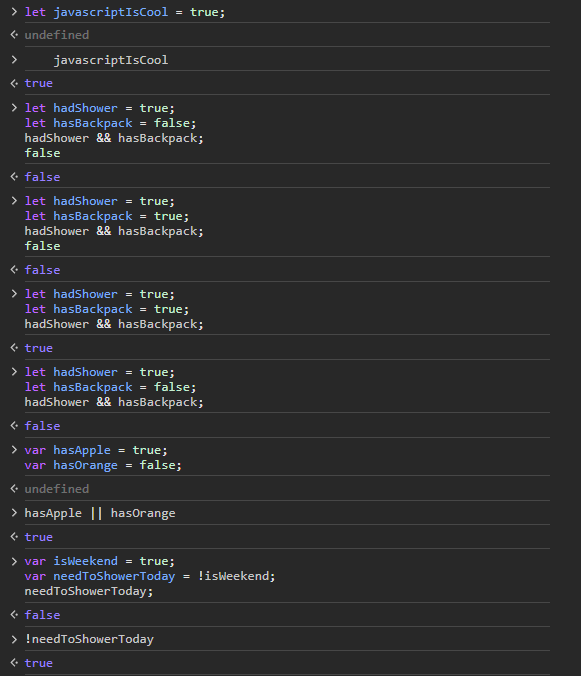 let javascriptIsCool = true;
undefined
javascriptIsCool
true
let hadShower = true;
let hasBackpack = false;
hadShower && hasBackpack;
false
false
let hadShower = true;
let hasBackpack = true;
hadShower && hasBackpack;
false
false
let hadShower = true;
let hasBackpack = true;
hadShower && hasBackpack;
true
let hadShower = true;
let hasBackpack = false;
hadShower && hasBackpack;
false
var hasApple = true;
var hasOrange = false;
undefined
hasApple || hasOrange
true
var isWeekend = true;
var needToShowerToday = !isWeekend;
needToShowerToday;
false
!needToShowerToday
true